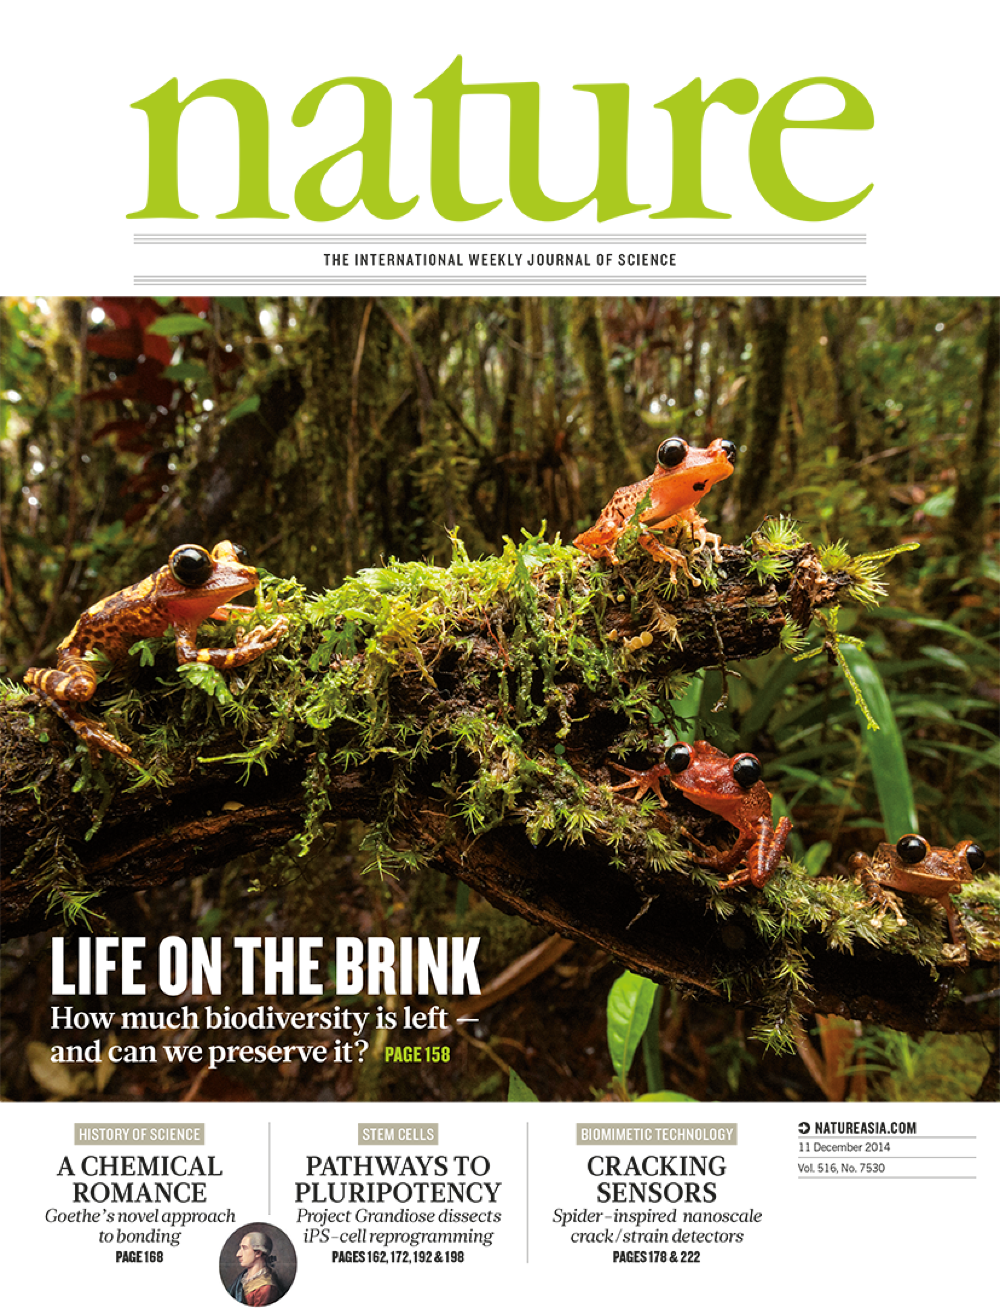 nature
THE INTERNATIONAL WEEKLY JOURNAL OF SCIENCE
LIFE ON THE BRINK
How much biodiversity is left —
and can we preserve it? PAGE 158
HISTORY OF SCIENCE
A CHEMICAL
ROMANCE
Goethe's novel approach
to bonding
PAGE 168
STEM CELLS
PATHWAYS TO
PLURIPOTENCY
Project Grandiose dissects
iPS-cell reprogramming
PAGES 162, 172, 192 & 198
BIOMIMETIC TECHNOLOGY
CRACKING
SENSORS
Spider-inspired nanoscale
crack/strain detectors
PAGES 178 & 222
NATUREASIA.COM
11 December 2014
Vol. 516, No. 7530